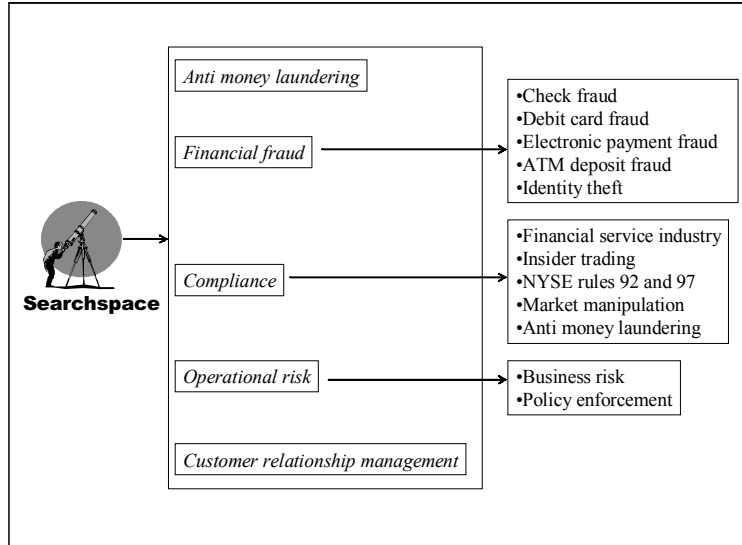 Searchspace
Anti money laundering
Financial fraud
•Check fraud
•Debit card fraud
•Electronic payment fraud
•ATM deposit fraud
•Identity theft
Compliance
•Financial service industry
•Insider trading
•NYSE rules 92 and 97
•Market manipulation
•Anti money laundering
Operational risk
•Business risk
•Policy enforcement
Customer relationship management